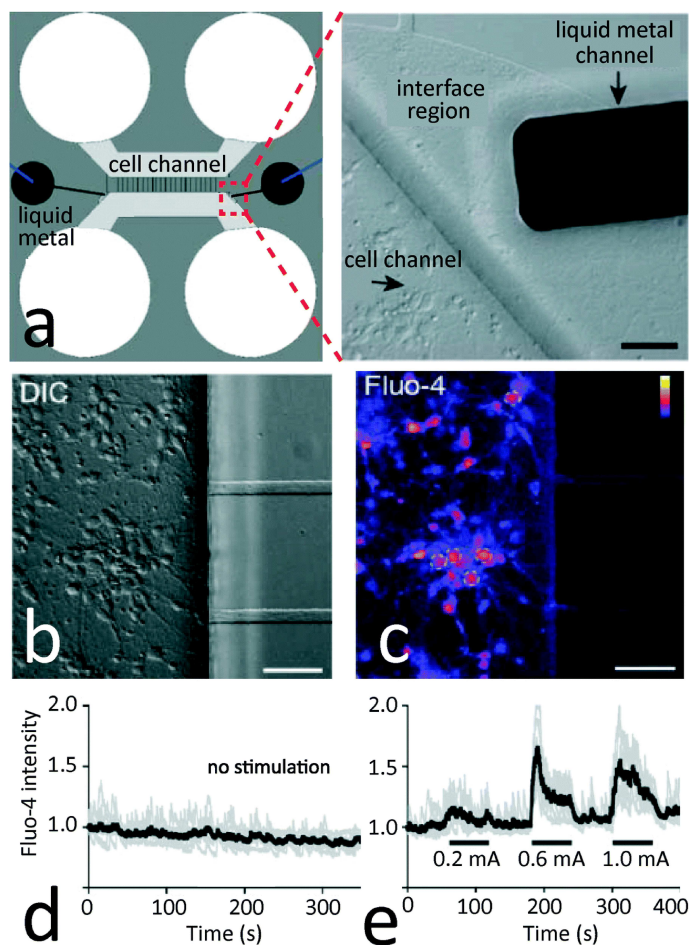 cell channel
liquid
metal
a
liquid metal
channel
interface
region
cell channel
DIC
b
Fluo-4
c
2.0
1.5
1.0
Fluo-4 intensity
no stimulation
0 100 200 300
Time (s)
d
2.0
1.5
1.0
0.2 mA 0.6 mA 1.0 mA
0 100 200 300 400
Time (s)
e